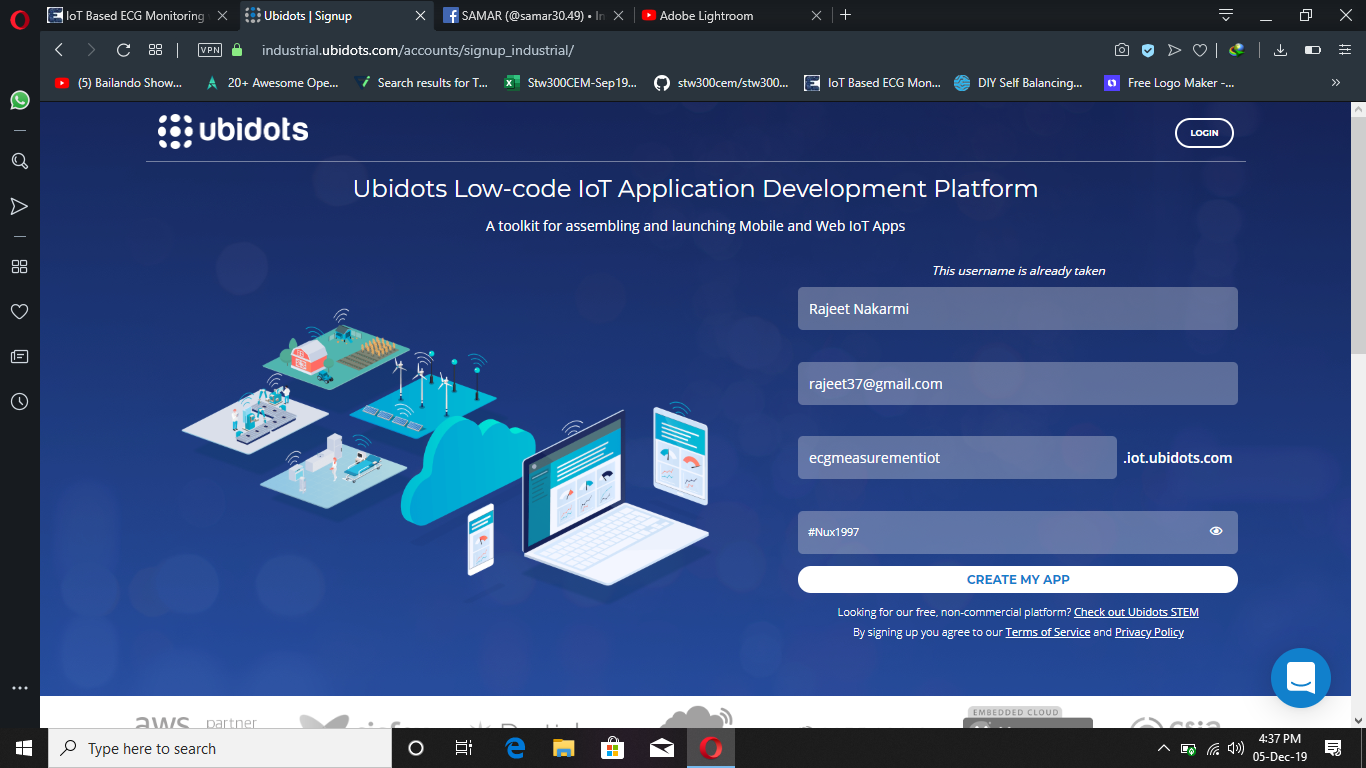 IoT Based ECG Monitoring
Ubidots | Signup
SAMAR (@samar30.49) • In
Adobe Lightroom
VPN
industrial.ubidots.com/accounts/signup_industrial/
(5) Bailando Show...
20+ Awesome Ope...
Search results for T...
Stw300CEM-Sep19...
stw300cem/stw300...
IoT Based ECG Mon...
DIY Self Balancing...
Free Logo Maker -...
»
ubidots
LOGIN
Ubidots Low-code IoT Application Development Platform
A toolkit for assembling and launching Mobile and Web IoT Apps
This username is already taken
Rajeet Nakarmi
rajeet37@gmail.com
ecgmeasurementiot
.iot.ubidots.com
#Nux1997
CREATE MY APP
Looking for our free, non-commercial platform? Check out Ubidots STEM
By signing up you agree to our Terms of Service and Privacy Policy
aws partner
EMBEDDED CLOUD
Type here to search
4:37 PM
05-Dec-19